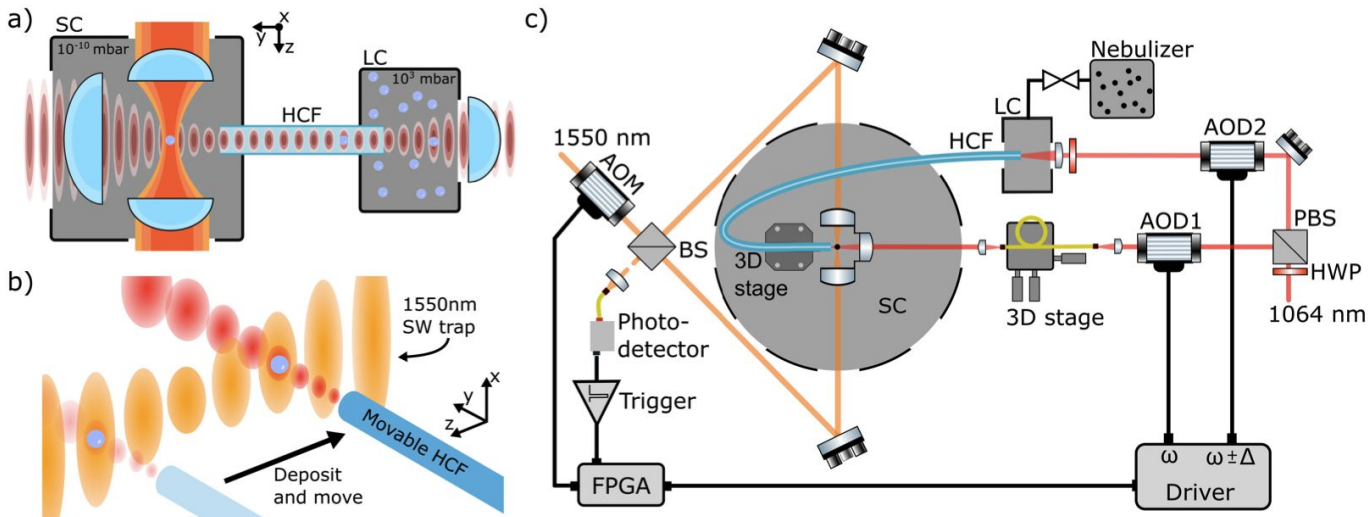 a)
SC
10⁻¹⁰ mbar
x
y
z
LC
10³ mbar
HCF
b)
1550nm
SW trap
x
y
z
Movable HCF
Deposit
and move
c)
Nebulizer
LC
HCF
AOD2
1550 nm
AOM
BS
3D
stage
SC
AOD1
PBS
HWP
1064 nm
3D stage
Photo-
detector
Trigger
FPGA
ω
ω ± Δ
Driver